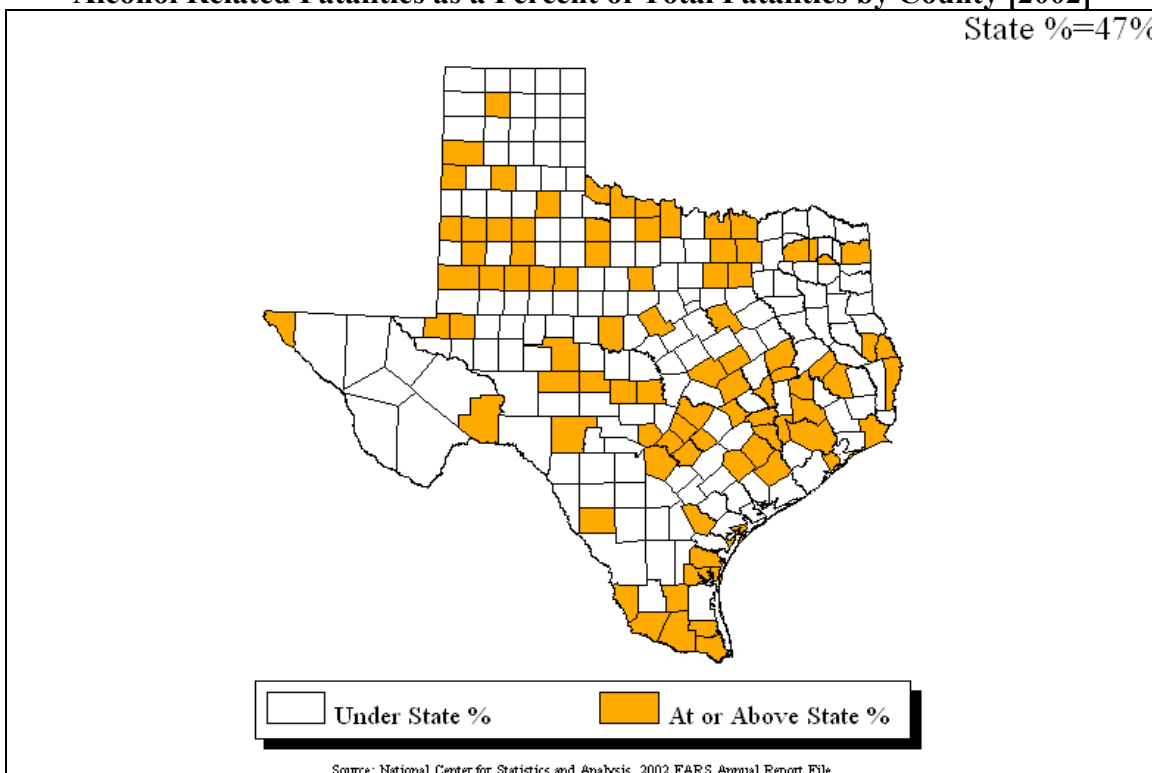 Alcohol Related Fatalities as a Percent of Total Fatalities by County [2002]
State %=47%
Under State %
At or Above State %
Source: National Center for Statistics and Analysis, 2002 FARS Annual Report File